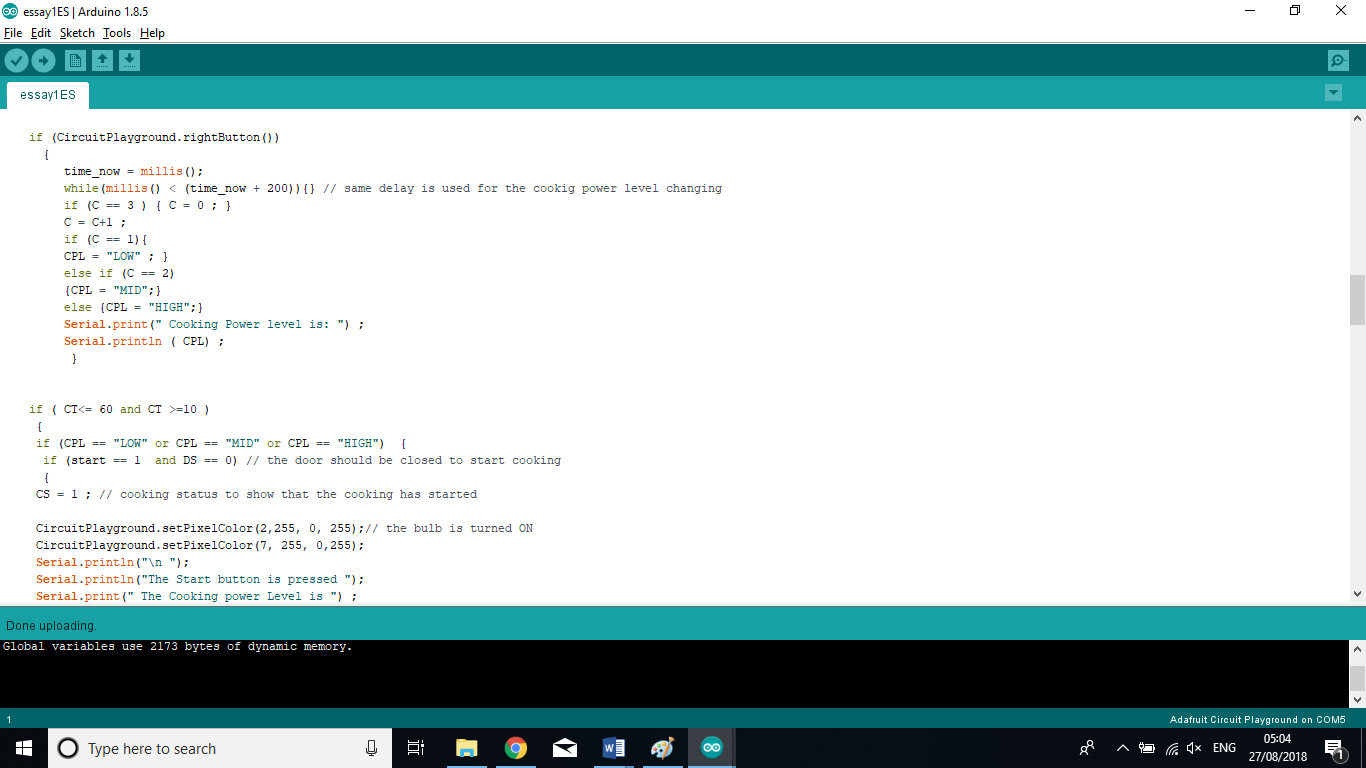 essay1ES | Arduino 1.8.5
File Edit Sketch Tools Help
essay1ES
if (CircuitPlayground.rightButton())
{
time_now = millis();
while(millis() < (time_now + 200)){} // same delay is used for the cookig power level changing
if (C == 3 ) { C = 0 ; }
C = C+1 ;
if (C == 1){
CPL = "LOW" ; }
else if (C == 2)
{CPL = "MID";}
else {CPL = "HIGH";}
Serial.print(" Cooking Power level is: ") ;
Serial.println ( CPL) ;
}
if ( CT<= 60 and CT >=10 )
{
if (CPL == "LOW" or CPL == "MID" or CPL == "HIGH")  {
if (start == 1  and DS == 0) // the door should be closed to start cooking
{
CS = 1 ; // cooking status to show that the cooking has started
CircuitPlayground.setPixelColor(2,255, 0, 255);// the bulb is turned ON
CircuitPlayground.setPixelColor(7, 255, 0,255);
Serial.println("\n ");
Serial.println("The Start button is pressed ");
Serial.print(" The Cooking power Level is ") ;
Done uploading.
Global variables use 2173 bytes of dynamic memory.
1
Adafruit Circuit Playground on COM5
Type here to search
ENG
05:04
27/08/2018
1